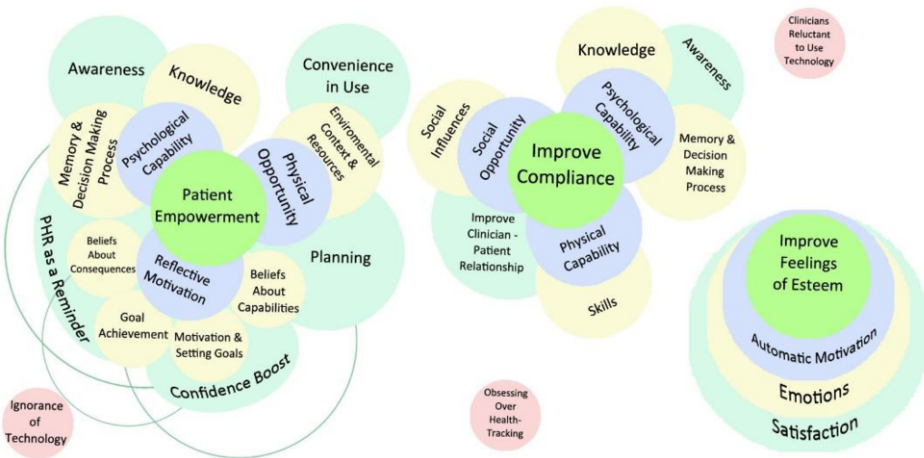 Awareness
Knowledge
Convenience
in Use
Memory &
Decision Making
Process
Psychological
Capability
Physical
Opportunity
Enviromental
Context &
Resources
Patient
Empowerment
PHR as a Reminder
Beliefs
About
Consequences
Reflective
Motivation
Beliefs
About
Capabilities
Planning
Goal
Achievement
Motivation &
Setting Goals
Confidence Boost
Ignorance
of
Technology
Social
Influences
Social
Opportunity
Knowledge
Awareness
Psychological
Capability
Memory &
Decision
Making
Process
Improve
Compliance
Improve
Clinician -
Patient
Relationship
Physical
Capability
Skills
Obsessing
Over
Health-
Tracking
Clinicians
Reluctant
to Use
Technology
Improve
Feelings
of Esteem
Automatic Motivation
Emotions
Satisfaction